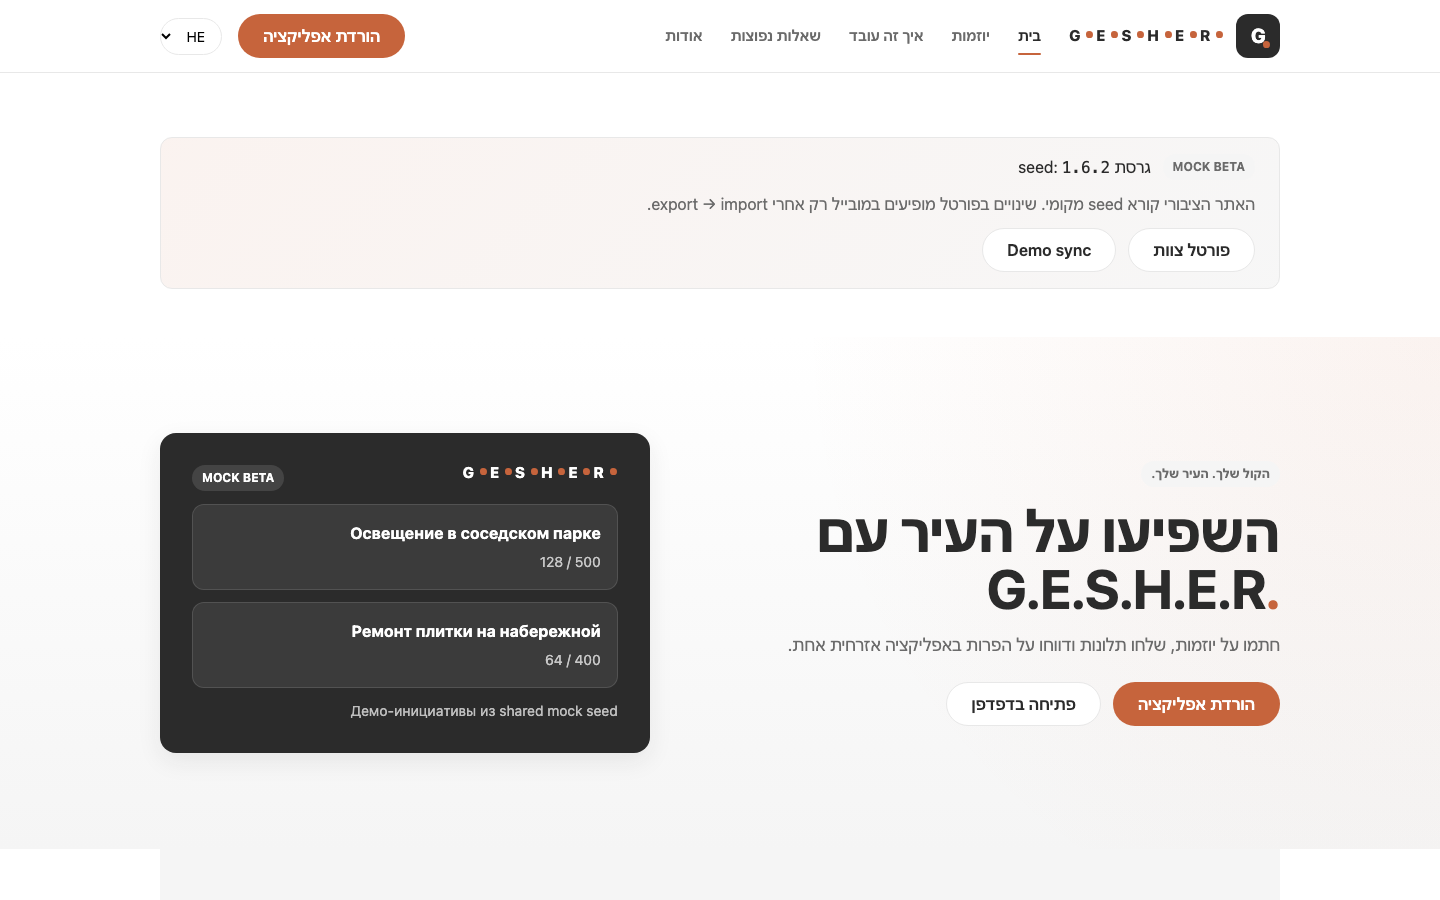 G
G•E•S•H•E•R•
בית
יוזמות
איך זה עובד
שאלות נפוצות
אודות
הורדת אפליקציה
HE
MOCK BETA
גרסת seed: 1.6.2
האתר הציבורי קורא seed מקומי. שינויים בפורטל מופיעים במובייל רק אחרי export → import.
פורטל צוות
Demo sync
הקול שלך. העיר שלך.
השפיעו על העיר עם
G.E.S.H.E.R.
חתמו על יוזמות, שלחו תלונות ודווחו על הפרות באפליקציה אזרחית אחת.
הורדת אפליקציה
פתיחה בדפדפן
G•E•S•H•E•R•
MOCK BETA
Освещение в соседском парке
128 / 500
Ремонт плитки на набережной
64 / 400
Демо-инициативы из shared mock seed